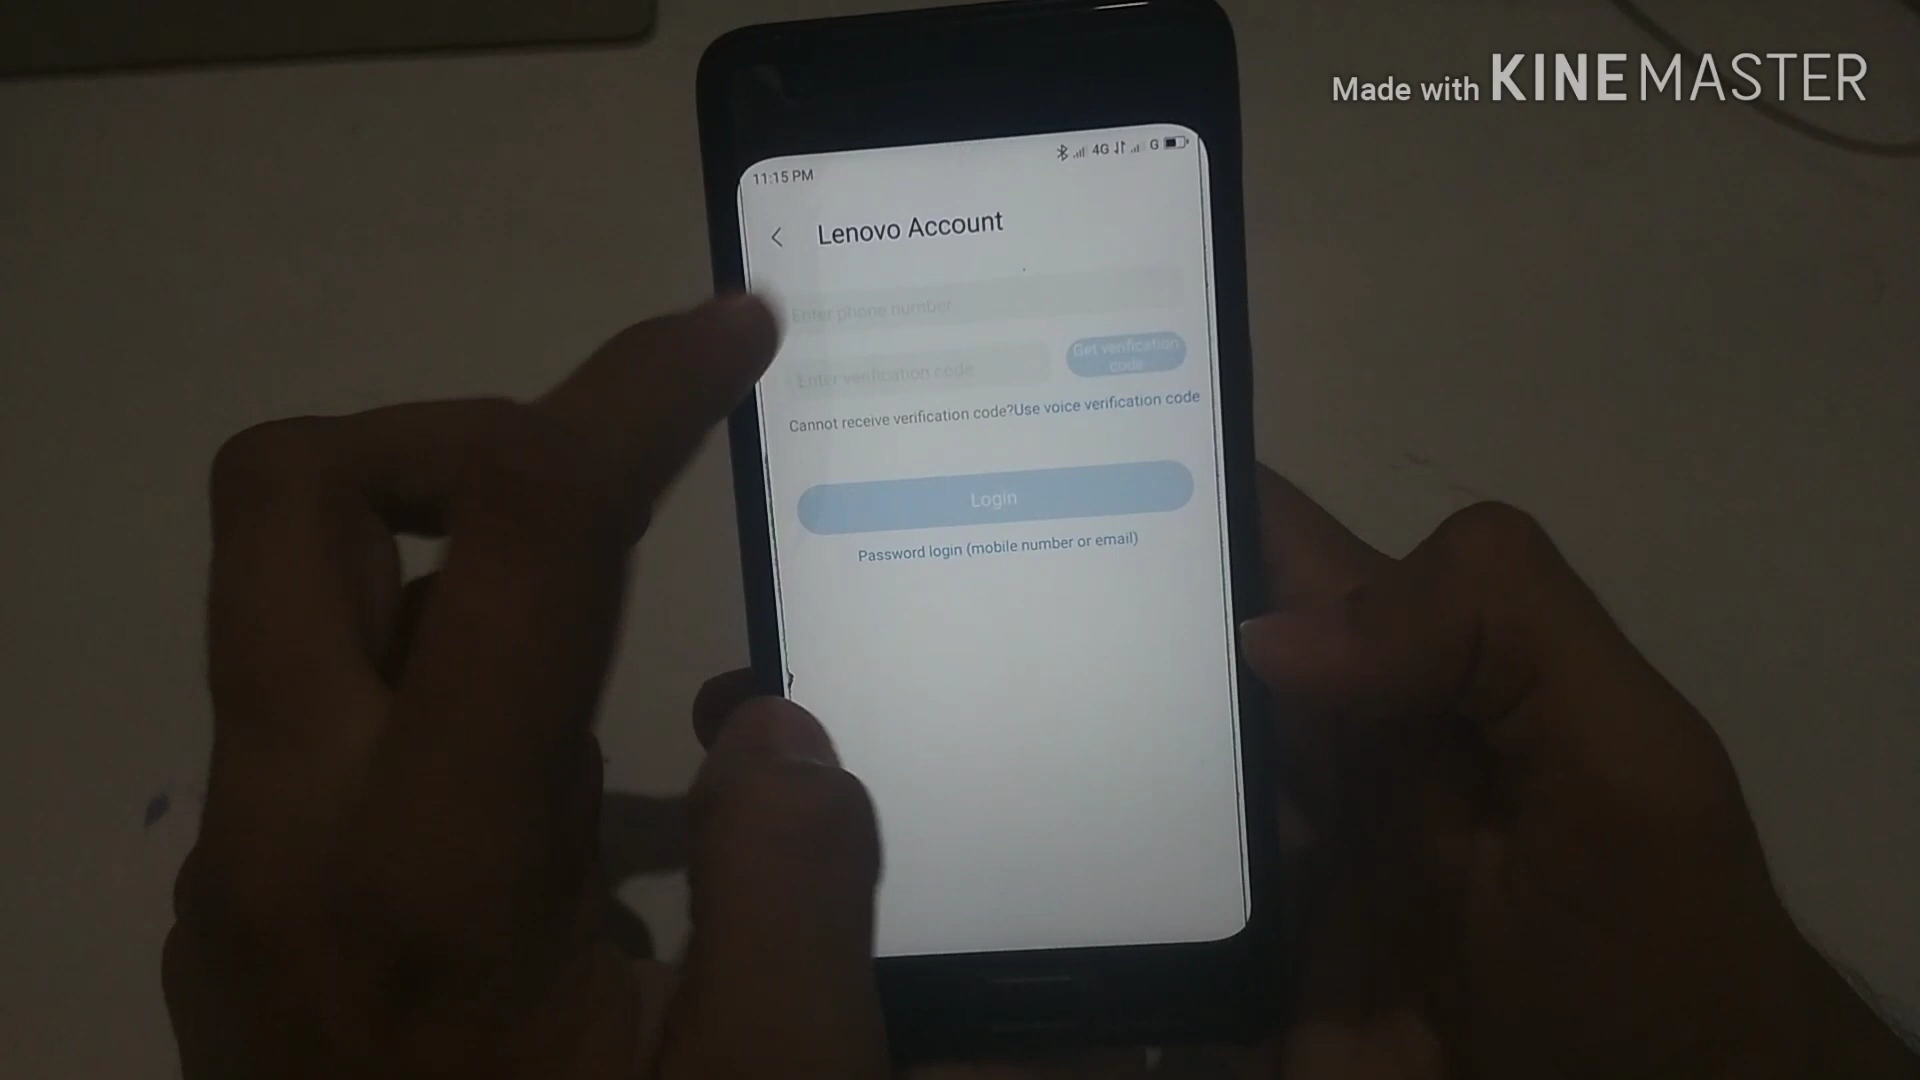 Made with KINEMASTER
11:15 PM 4G G
Lenovo Account
Enter phone number
Enter verification code
Get verification
code
Cannot receive verification code?Use voice verification code
Login
Password login (mobile number or email)